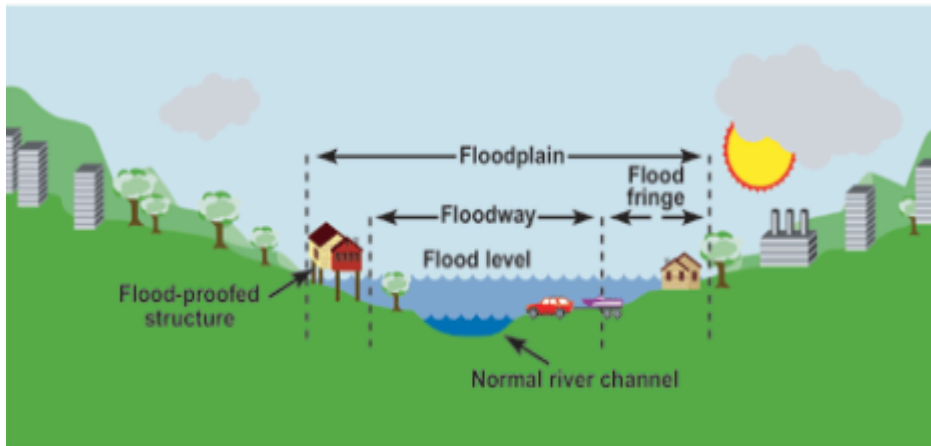 Floodplain
Flood
fringe
Floodway
Flood level
Flood-proofed
structure
Normal river channel